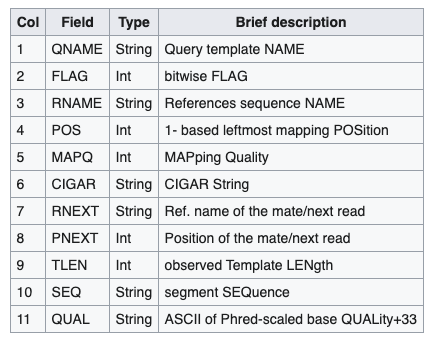 Col Field Type Brief description
1 QNAME String Query template NAME
2 FLAG Int bitwise FLAG
3 RNAME String References sequence NAME
4 POS Int 1- based leftmost mapping POSition
5 MAPQ Int MAPping Quality
6 CIGAR String CIGAR String
7 RNEXT String Ref. name of the mate/next read
8 PNEXT Int Position of the mate/next read
9 TLEN Int observed Template LENgth
10 SEQ String segment SEQuence
11 QUAL String ASCII of Phred-scaled base QUALity+33